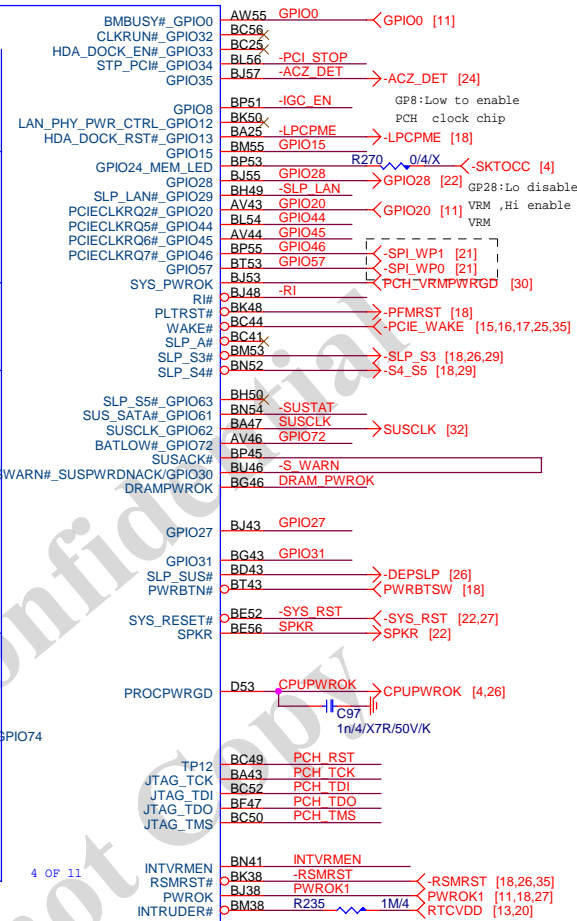 BMBUSY#_GPIO0 AW55 GPIO0 GPIO0 [11]
CLKRUN#_GPIO32 BC56
HDA_DOCK_EN#_GPIO33 BC25
STP_PCI#_GPIO34 BL56 -PCI_STOP
GPIO35 BJ57 -ACZ_DET -ACZ_DET [24]
GPIO8 BP51 -IGC_EN GP8:Low to enable
LAN_PHY_PWR_CTRL_GPIO12 BK50 PCH clock chip
HDA_DOCK_RST#_GPIO13 BA25 -LPCPME -LPCPME [18]
GPIO15 BM55 GPIO15
GPIO24_MEM_LED BP53 R270 0/4/X -SKTOCC [4]
GPIO28 BJ55 GPIO28 GPIO28 [22] GP28:Lo disable
SLP_LAN#_GPIO29 BH49 -SLP_LAN
PCIECLKRQ2#_GPIO20 AV43 GPIO20 GPIO20 [11] VRM ,Hi enable
PCIECLKRQ5#_GPIO44 BL54 GPIO44 VRM
PCIECLKRQ6#_GPIO45 AV44 GPIO45
PCIECLKRQ7#_GPIO46 BP55 GPIO46 -SPI_WP1 [21]
GPIO57 BT53 GPIO57 -SPI_WP0 [21]
SYS_PWROK BJ53 PCH_VRMPWRGD [30]
RI# BJ48 -RI
PLTRST# BK48 -PFMRST [18]
WAKE# BC44 -PCIE_WAKE [15,16,17,25,35]
SLP_A# BC41
SLP_S3# BM53 -SLP_S3 [18,26,29]
SLP_S4# BN52 -S4_S5 [18,29]
SLP_S5#_GPIO63 BH50
SUS_SATA#_GPIO61 BN54 -SUSTAT
SUSCLK_GPIO62 BA47 SUSCLK SUSCLK [32]
BATLOW#_GPIO72 AV46 GPIO72
SUSACK# BP45
WARN#_SUSPWRDNACK/GPIO30 BU46 -S_WARN
DRAMPWROK BG46 DRAM_PWROK
GPIO27 BJ43 GPIO27
GPIO31 BG43 GPIO31
SLP_SUS# BD43 -DEPSLP [26]
PWRBTN# BT43 PWRBTSW [18]
SYS_RESET# BE52 -SYS_RST -SYS_RST [22,27]
SPKR BE56 SPKR SPKR [22]
PROCPWRGD D53 CPUPWROK CPUPWROK [4,26]
C97
1n/4/X7R/50V/K
GPIO74
TP12 BC49 PCH_RST
JTAG_TCK BA43 PCH_TCK
JTAG_TDI BC52 PCH_TDI
JTAG_TDO BF47 PCH_TDO
JTAG_TMS BC50 PCH_TMS
INTVRMEN BN41 INTVRMEN
4 OF 11
RSMRST# BK38 -RSMRST -RSMRST [18,26,35]
PWROK BJ38 PWROK1 PWROK1 [11,18,27]
INTRUDER# BM38 R235 1M/4 RTCVDD [13,20]
onfidential
not Copy